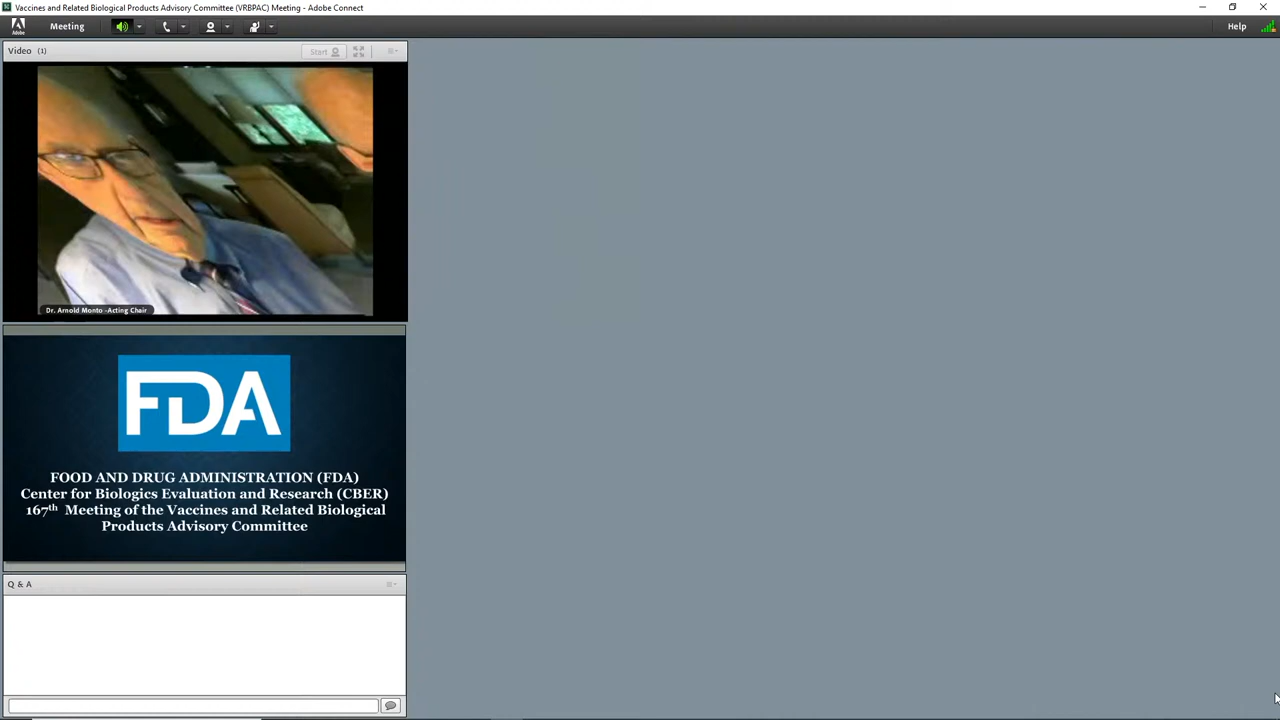 Vaccines and Related Biological Products Advisory Committee (VRBPAC) Meeting - Adobe Connect
Adobe
Meeting
Help
Video (1)
Start
Dr. Arnold Monto -Acting Chair
FDA
FOOD AND DRUG ADMINISTRATION (FDA)
Center for Biologics Evaluation and Research (CBER)
167th Meeting of the Vaccines and Related Biological
Products Advisory Committee
Q & A